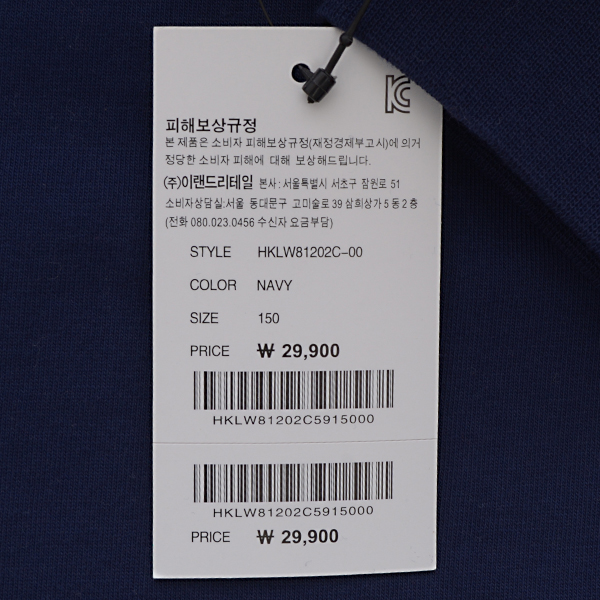 피해보상규정
본 제품은 소비자 피해보상규정(재정경제부고시)에 의거
정당한 소비자 피해에 대해 보상해드립니다.
(주)이랜드리테일 본사:서울특별시 서초구 잠원로 51
소비자상담실:서울 동대문구 고미술로39 삼희상가 5동2층
(전화 080.023.0456 수신자 요금부담)
STYLE HKLW81202C-00
COLOR NAVY
SIZE 150
PRICE ₩ 29,900
HKLW81202C5915000
HKLW81202C5915000
PRICE ₩ 29,900